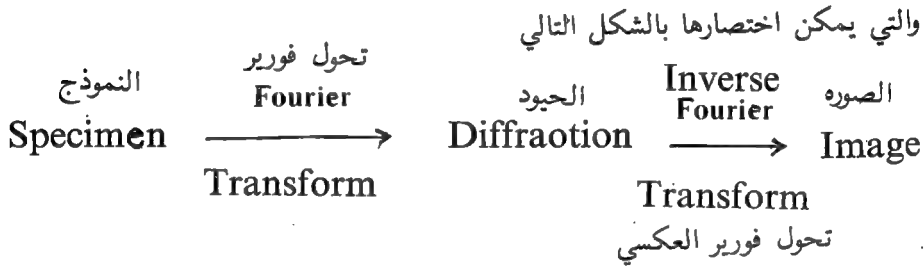 والتي يمكن اختصارها بالشكل التالي
النموذج
Specimen
تحول فورير
Fourier
Transform
الحيود
Diffraotion
Inverse
Fourier
Transform
تحول فورير العكسي
الصوره
Image